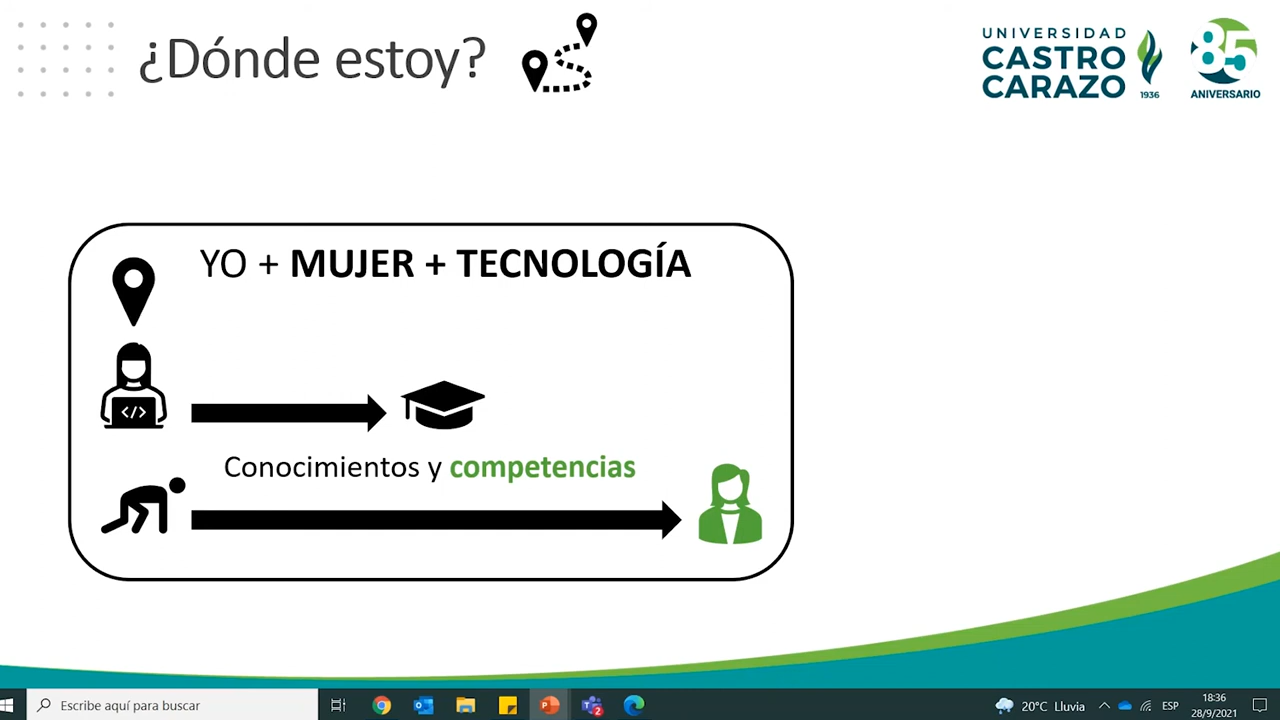 ¿Dónde estoy?
UNIVERSIDAD
CASTRO
CARAZO
1936
85
ANIVERSARIO
YO + MUJER + TECNOLOGÍA
</>
Conocimientos y competencias
Escribe aquí para buscar
2
20°C Lluvia
ESP
18:36
28/9/2021